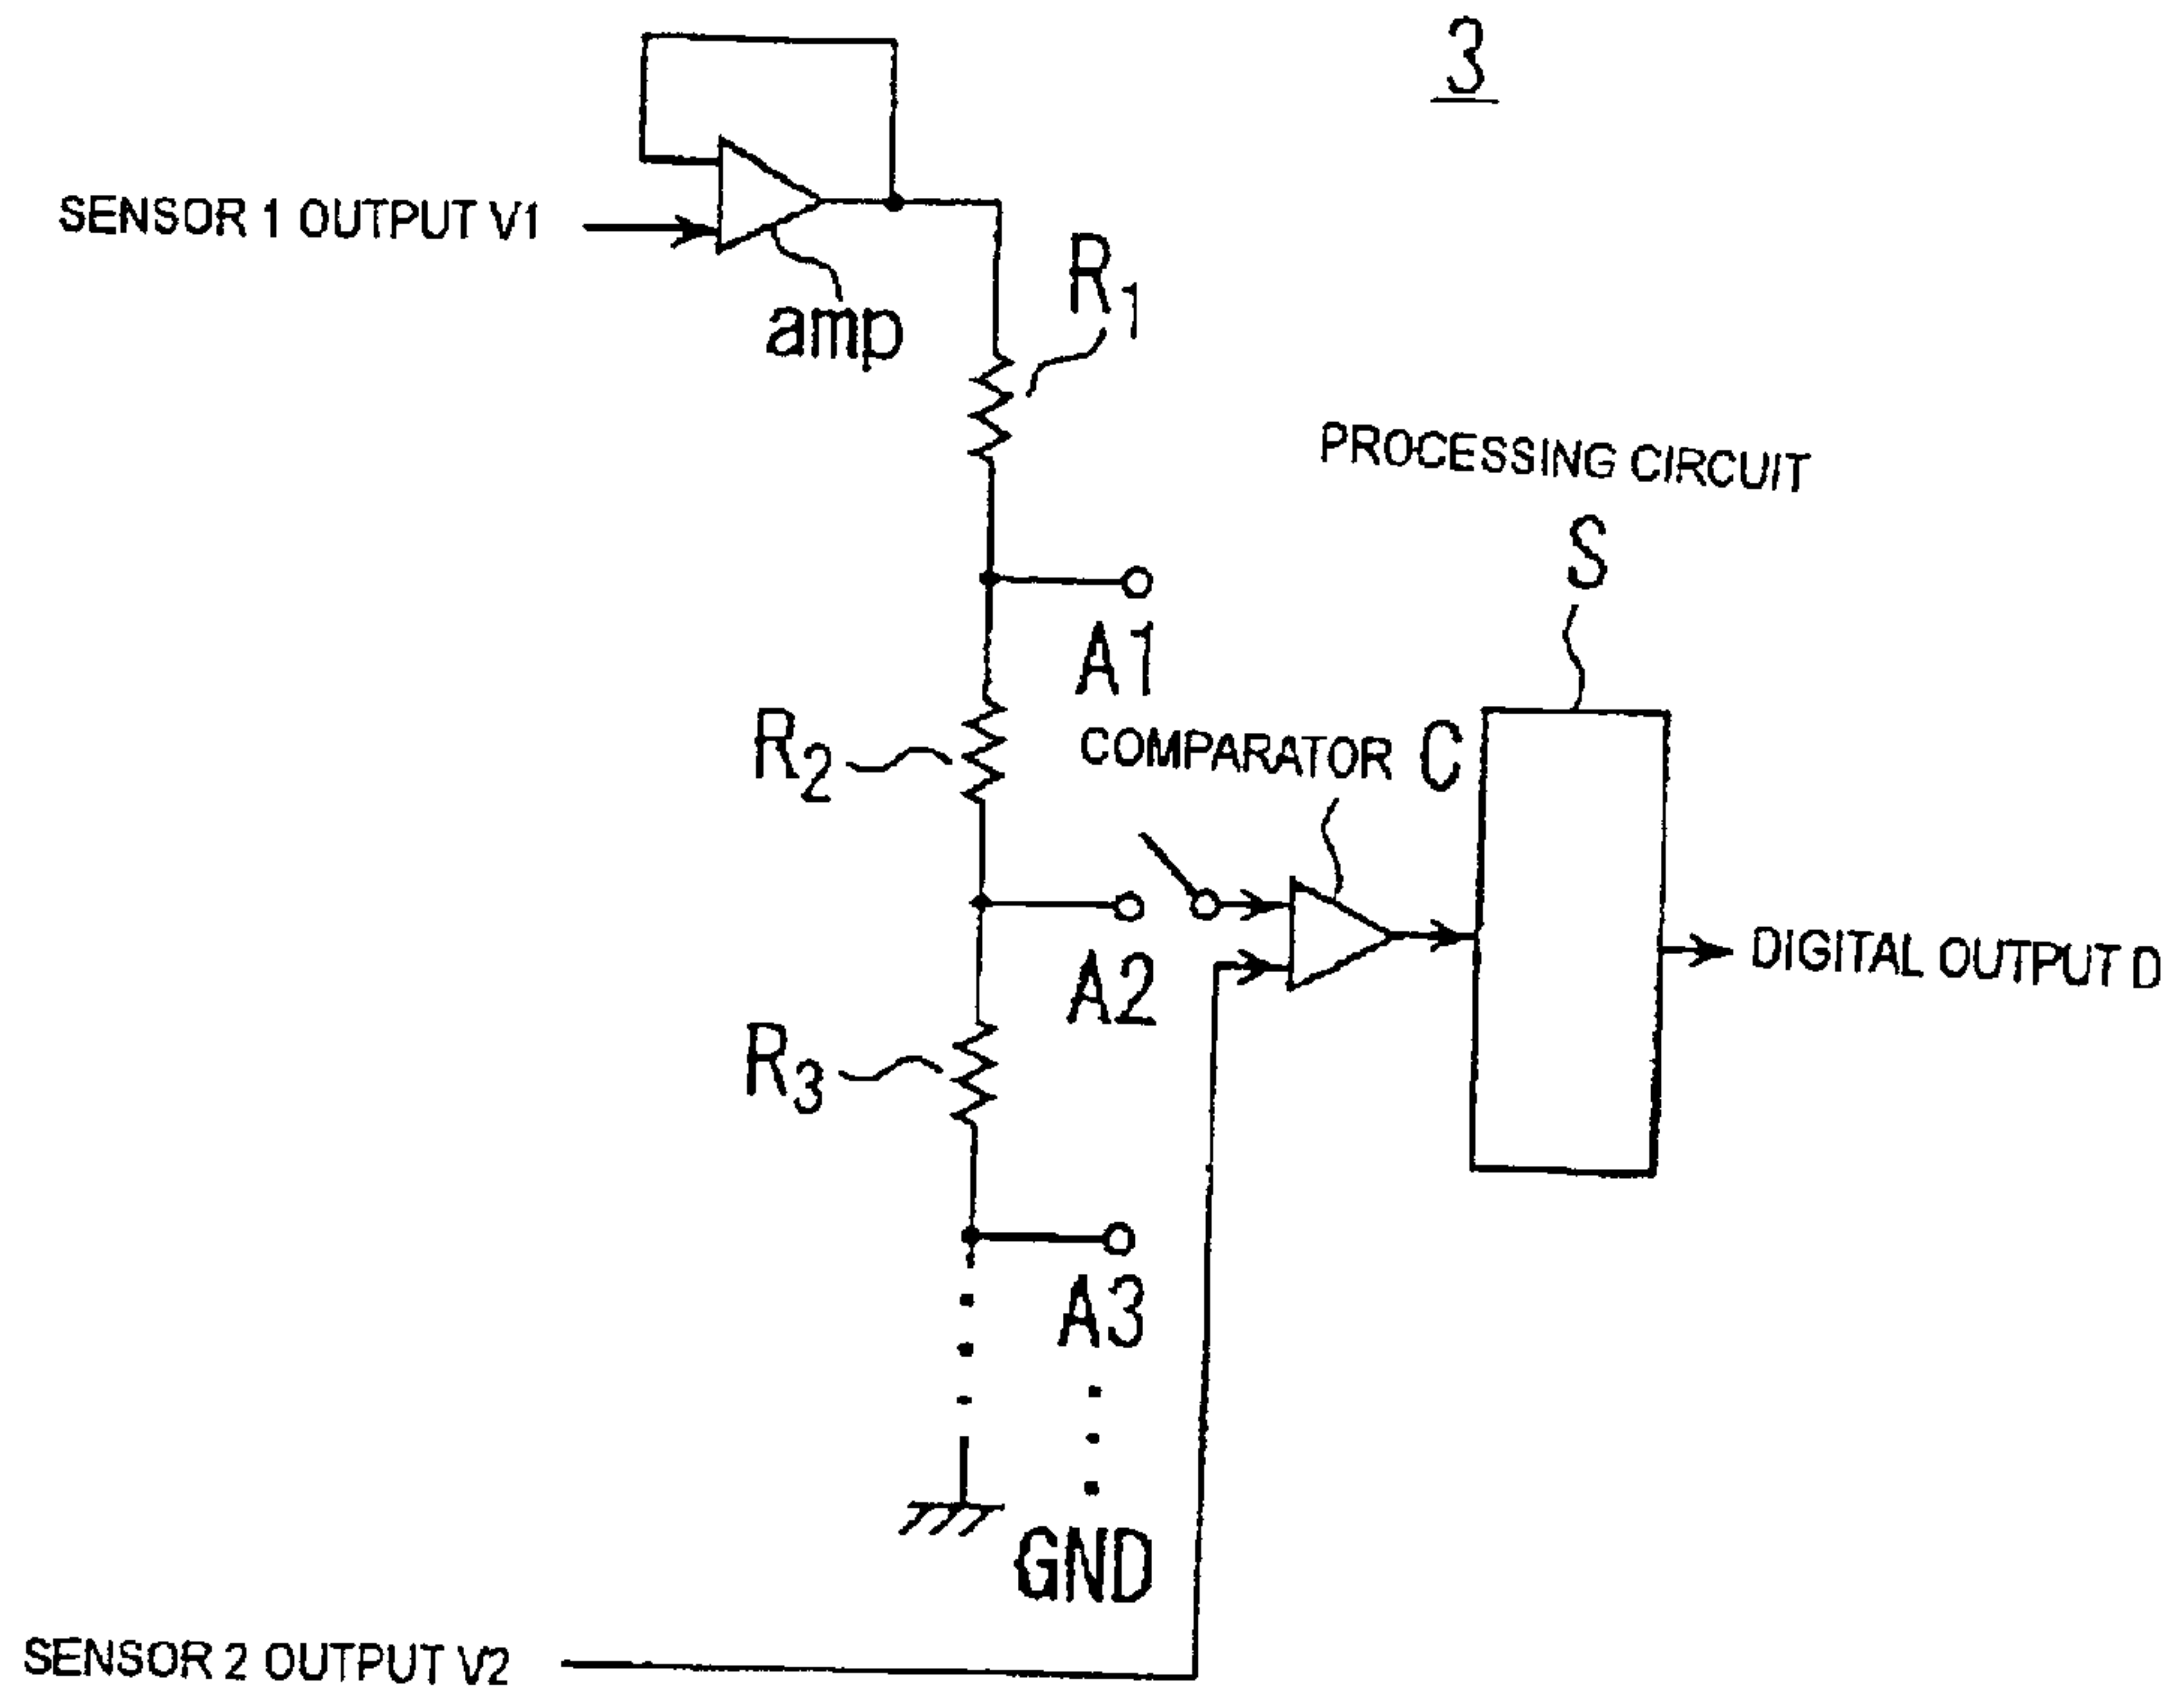 3
SENSOR 1 OUTPUT V1
amp
R1
PROCESSING CIRCUIT
S
A1
R2
COMPARATOR C
A2
DIGITAL OUTPUT D
R3
A3
GND
SENSOR 2 OUTPUT V2